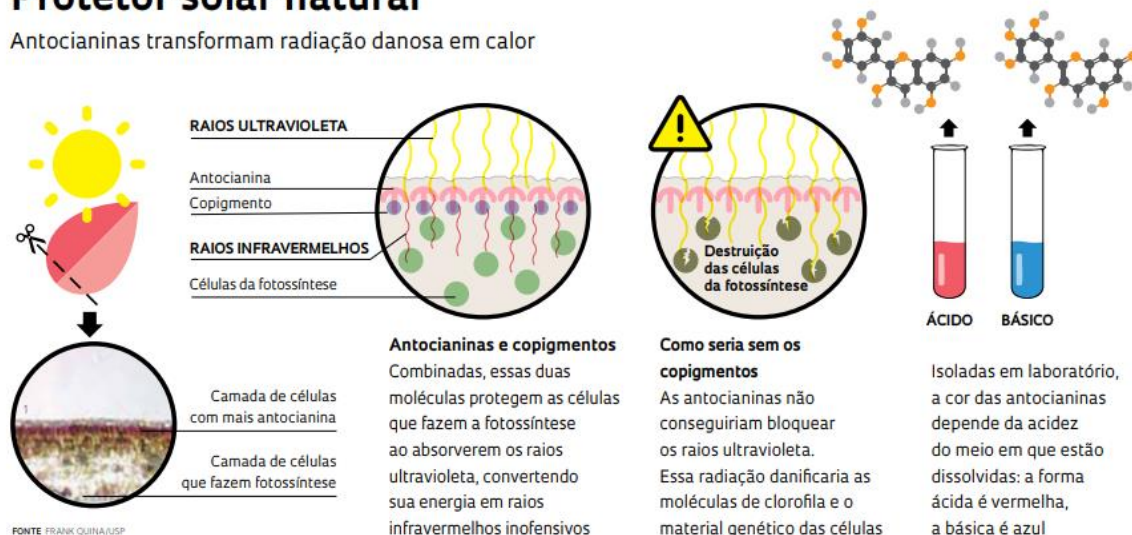 Protetor solar natural
Antocianinas transformam radiação danosa em calor
RAIOS ULTRAVIOLETA
Antocianina
Copigmento
RAIOS INFRAVERMELHOS
Células da fotossíntese
Camada de células
com mais antocianina
Camada de células
que fazem fotossíntese
1
FONTE FRANK QUINA/USP
Antocianinas e copigmentos
Combinadas, essas duas
moléculas protegem as células
que fazem a fotossíntese
ao absorverem os raios
ultravioleta, convertendo
sua energia em raios
infravermelhos inofensivos
Destruição
das células
da fotossíntese
Como seria sem os
copigmentos
As antocianinas não
conseguiriam bloquear
os raios ultravioleta.
Essa radiação danificaria as
moléculas de clorofila e o
material genético das células
ÁCIDO
BÁSICO
Isoladas em laboratório,
a cor das antocianinas
depende da acidez
do meio em que estão
dissolvidas: a forma
ácida é vermelha,
a básica é azul